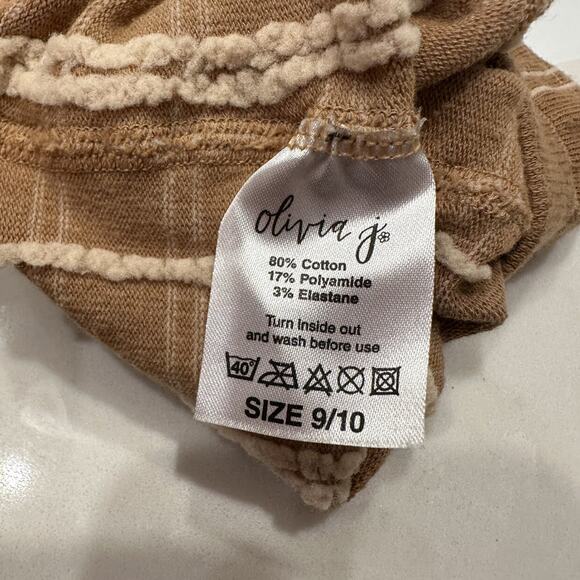 olivia j
80% Cotton
17% Polyamide
3% Elastane
Turn inside out
and wash before use
40°
SIZE 9/10